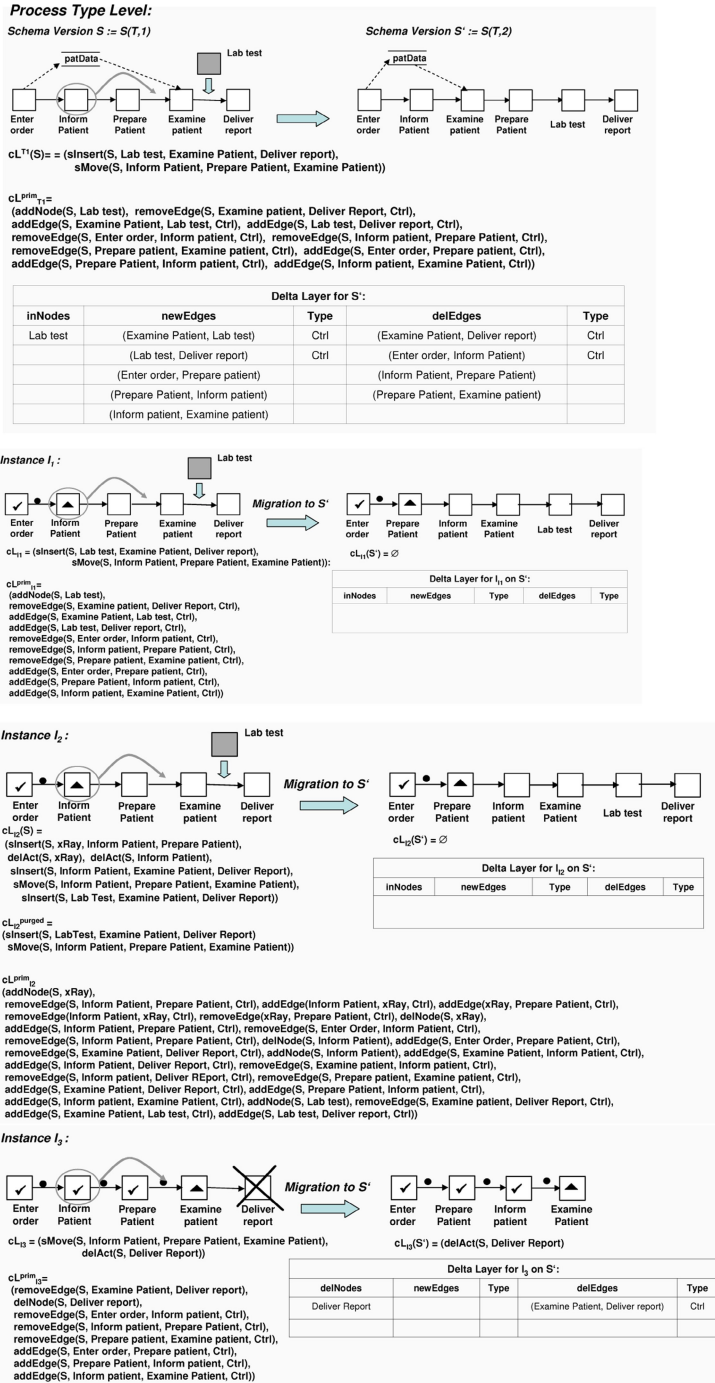 Process Type Level:
Schema Version S := S(T,1)
Schema Version S‘ := S(T,2)
Lab test
patData
patData
Enter order
Inform Patient
Prepare Patient
Examine patient
Deliver report
Enter order
Inform Patient
Examine patient
Prepare Patient
Lab test
Deliver report
cL^T1(S)= = (sInsert(S, Lab test, Examine Patient, Deliver report),
sMove(S, Inform Patient, Prepare Patient, Examine Patient))
cL^prim_T1=
(addNode(S, Lab test), removeEdge(S, Examine patient, Deliver Report, Ctrl),
addEdge(S, Examine Patient, Lab test, Ctrl), addEdge(S, Lab test, Deliver report, Ctrl),
removeEdge(S, Enter order, Inform patient, Ctrl), removeEdge(S, Inform patient, Prepare Patient, Ctrl),
removeEdge(S, Prepare patient, Examine patient, Ctrl), addEdge(S, Enter order, Prepare patient, Ctrl),
addEdge(S, Prepare Patient, Inform patient, Ctrl), addEdge(S, Inform patient, Examine Patient, Ctrl))
Delta Layer for S‘:
inNodes newEdges Type delEdges Type
Lab test (Examine Patient, Lab test) Ctrl (Examine Patient, Deliver report) Ctrl
(Lab test, Deliver report) Ctrl (Enter order, Inform Patient) Ctrl
(Enter order, Prepare patient) (Inform Patient, Prepare Patient)
(Prepare Patient, Inform patient) (Prepare Patient, Examine patient)
(Inform patient, Examine patient)
Instance I1 :
Lab test
Enter order
Inform Patient
Prepare Patient
Examine patient
Deliver report
Migration to S‘
Enter order
Prepare Patient
Inform patient
Examine Patient
Lab test
Deliver report
cL_I1 = (sInsert(S, Lab test, Examine Patient, Deliver report),
sMove(S, Inform Patient, Prepare Patient, Examine Patient)):
cL_I1(S‘) = ∅
Delta Layer for I_I1 on S‘:
inNodes newEdges Type delEdges Type
cL^prim_I1=
(addNode(S, Lab test),
removeEdge(S, Examine patient, Deliver Report, Ctrl),
addEdge(S, Examine Patient, Lab test, Ctrl),
addEdge(S, Lab test, Deliver report, Ctrl),
removeEdge(S, Enter order, Inform patient, Ctrl),
removeEdge(S, Inform patient, Prepare Patient, Ctrl),
removeEdge(S, Prepare patient, Examine patient, Ctrl),
addEdge(S, Enter order, Prepare patient, Ctrl),
addEdge(S, Prepare Patient, Inform patient, Ctrl),
addEdge(S, Inform patient, Examine Patient, Ctrl))
Instance I2 :
Lab test
Enter order
Inform Patient
Prepare Patient
Examine patient
Deliver report
Migration to S‘
Enter order
Prepare Patient
Inform patient
Examine Patient
Lab test
Deliver report
cL_I2(S) =
(sInsert(S, xRay, Inform Patient, Prepare Patient),
delAct(S, xRay), delAct(S, Inform Patient),
sInsert(S, Inform Patient, Examine Patient, Deliver Report),
sMove(S, Inform Patient, Prepare Patient, Examine Patient),
sInsert(S, Lab Test, Examine Patient, Deliver Report))
cL_I2(S‘) = ∅
Delta Layer for I_I2 on S‘:
inNodes newEdges Type delEdges Type
cL_I2^purged =
(sInsert(S, LabTest, Examine Patient, Deliver Report)
sMove(S, Inform Patient, Prepare Patient, Examine Patient))
cL^prim_I2
(addNode(S, xRay),
removeEdge(S, Inform Patient, Prepare Patient, Ctrl), addEdge(Inform Patient, xRay, Ctrl), addEdge(xRay, Prepare Patient, Ctrl),
removeEdge(Inform Patient, xRay, Ctrl), removeEdge(xRay, Prepare Patient, Ctrl), delNode(S, xRay),
addEdge(S, Inform Patient, Prepare Patient, Ctrl), removeEdge(S, Enter Order, Inform Patient, Ctrl),
removeEdge(S, Inform Patient, Prepare Patient, Ctrl), delNode(S, Inform Patient), addEdge(S, Enter Order, Prepare Patient, Ctrl),
removeEdge(S, Examine Patient, Deliver Report, Ctrl), addNode(S, Inform Patient), addEdge(S, Examine Patient, Inform Patient, Ctrl),
addEdge(S, Inform Patient, Deliver Report, Ctrl), removeEdge(S, Examine patient, Inform patient, Ctrl),
removeEdge(S, Inform patient, Deliver REport, Ctrl), removeEdge(S, Prepare patient, Examine patient, Ctrl),
addEdge(S, Examine Patient, Deliver Report, Ctrl), addEdge(S, Prepare Patient, Inform Patient, Ctrl),
addEdge(S, Inform patient, Examine Patient, Ctrl), addNode(S, Lab test), removeEdge(S, Examine patient, Deliver Report, Ctrl),
addEdge(S, Examine Patient, Lab test, Ctrl), addEdge(S, Lab test, Deliver report, Ctrl))
Instance I3 :
Enter order
Inform Patient
Prepare Patient
Examine patient
Deliver report
Migration to S‘
Enter order
Prepare Patient
Inform patient
Examine Patient
cL_I3 = (sMove(S, Inform Patient, Prepare Patient, Examine Patient),
delAct(S, Deliver Report))
cL_I3(S‘) = (delAct(S, Deliver Report)
Delta Layer for I3 on S‘:
delNodes newEdges Type delEdges Type
Deliver Report (Examine Patient, Deliver report) Ctrl
cL^prim_I3=
(removeEdge(S, Examine Patient, Deliver report),
delNode(S, Deliver report),
removeEdge(S, Enter order, Inform patient, Ctrl),
removeEdge(S, Inform patient, Prepare Patient, Ctrl),
removeEdge(S, Prepare patient, Examine patient, Ctrl),
addEdge(S, Enter order, Prepare patient, Ctrl),
addEdge(S, Prepare Patient, Inform patient, Ctrl),
addEdge(S, Inform patient, Examine Patient, Ctrl))